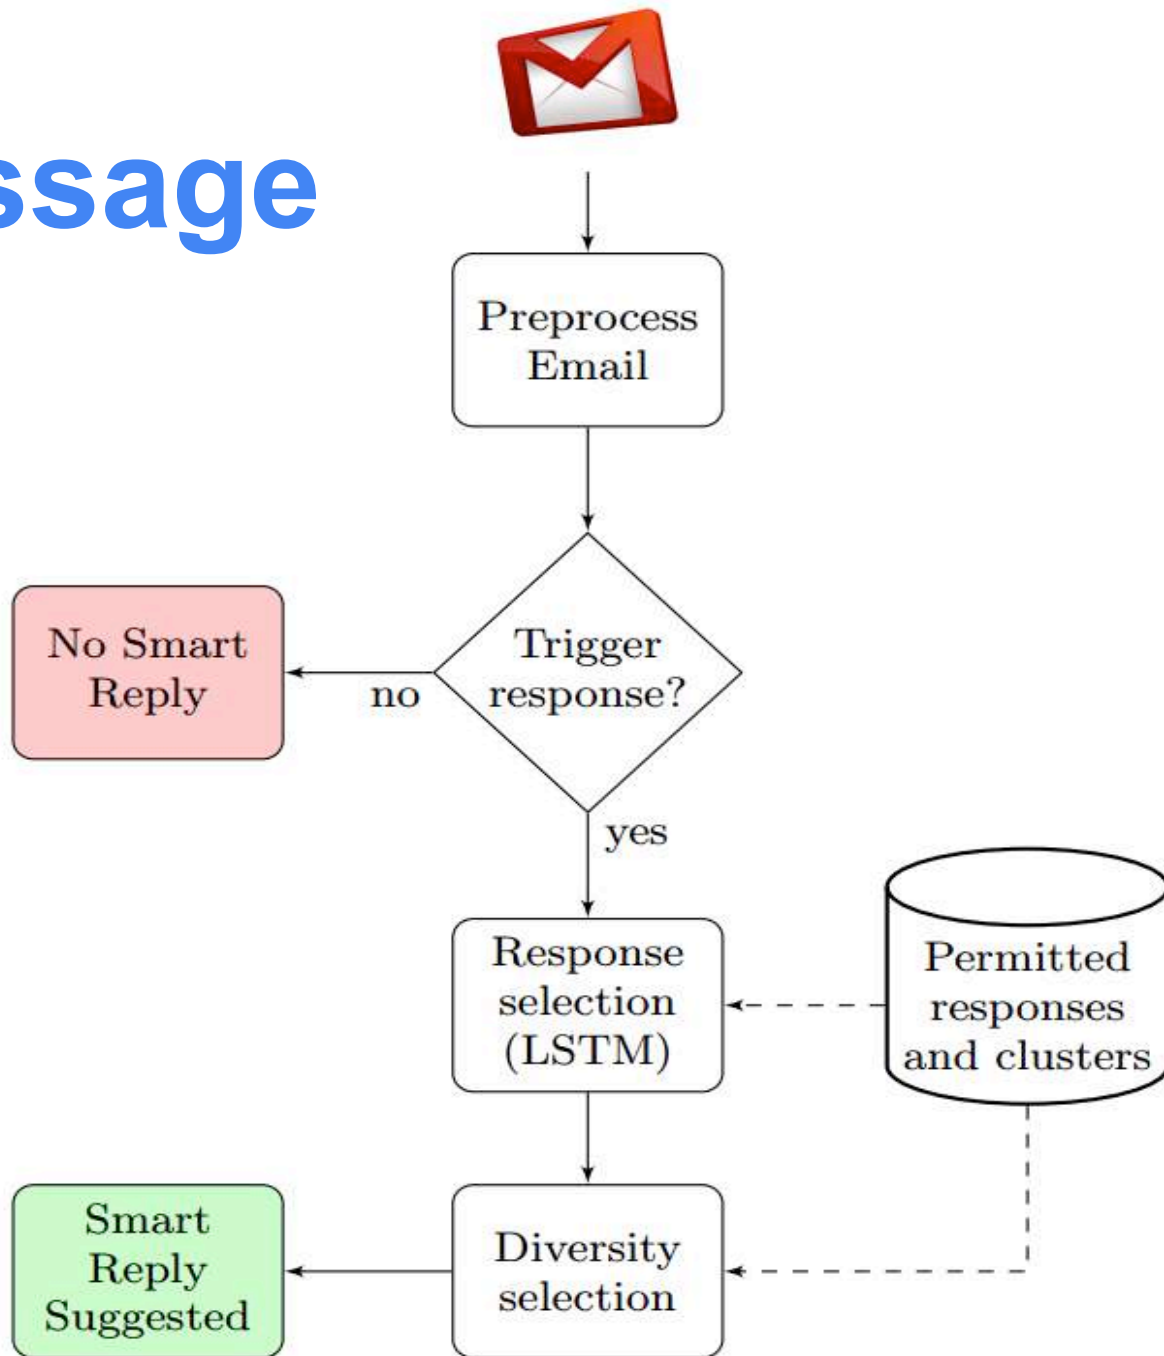 ssage
Preprocess
Email
Trigger
response?
No Smart
Reply
no
yes
Response
selection
(LSTM)
Permitted
responses
and clusters
Diversity
selection
Smart
Reply
Suggested